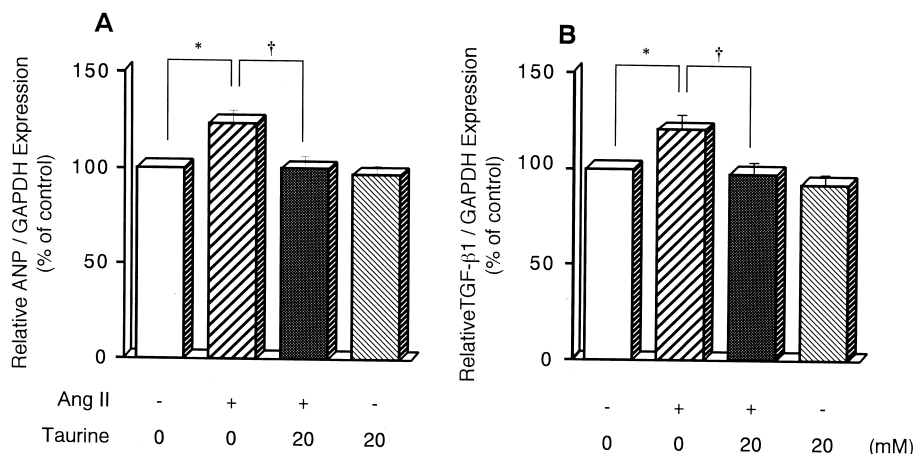 A
Relative ANP / GAPDH Expression
(% of control)
150
100
50
0
*
†
Ang II - + + -
Taurine 0 0 20 20
B
RelativeTGF-β1 / GAPDH Expression
(% of control)
150
100
50
0
*
†
- + + -
0 0 20 20 (mM)